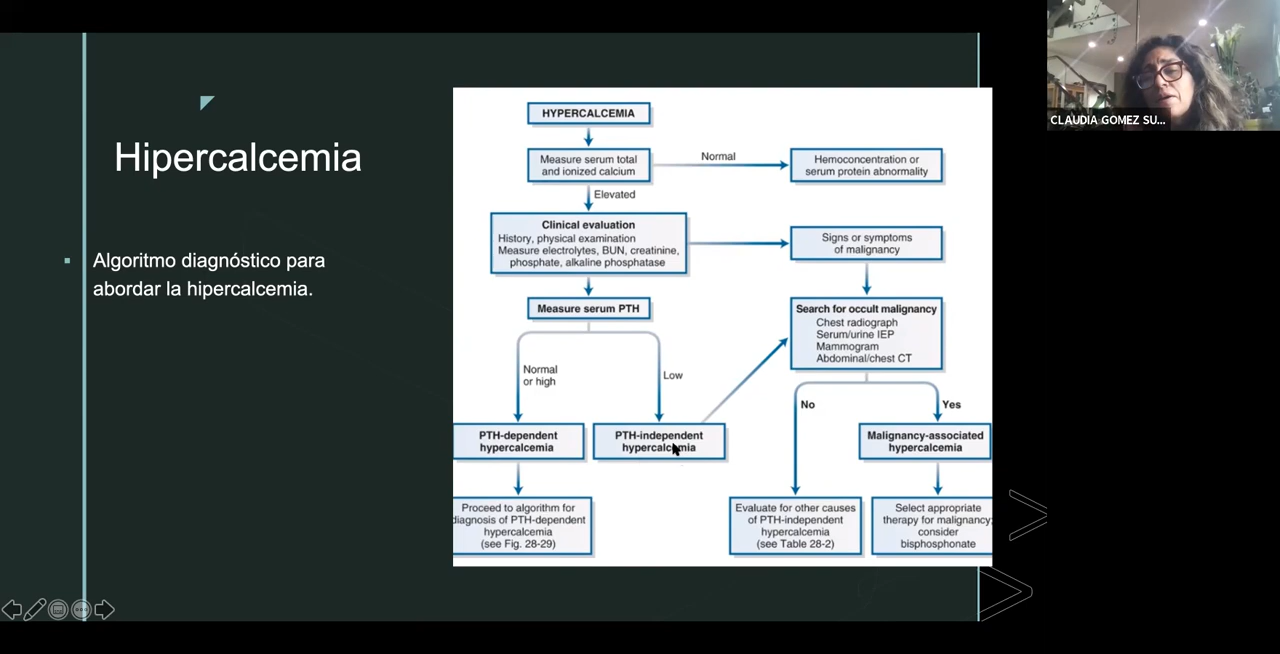 Hipercalcemia
Algoritmo diagnóstico para
abordar la hipercalcemia.
HYPERCALCEMIA
Measure serum total
and ionized calcium
Normal
Hemoconcentration or
serum protein abnormality
Elevated
Clinical evaluation
History, physical examination
Measure electrolytes, BUN, creatinine,
phosphate, alkaline phosphatase
Signs or symptoms
of malignancy
Measure serum PTH
Search for occult malignancy
Chest radiograph
Serum/urine IEP
Mammogram
Abdominal/chest CT
Normal
or high
Low
No
Yes
PTH-dependent
hypercalcemia
PTH-independent
hypercalcemia
Malignancy-associated
hypercalcemia
Proceed to algorithm for
diagnosis of PTH-dependent
hypercalcemia
(see Fig. 28-29)
Evaluate for other causes
of PTH-independent
hypercalcemia
(see Table 28-2)
Select appropriate
therapy for malignancy;
consider
bisphosphonate
CLAUDIA GOMEZ SU...